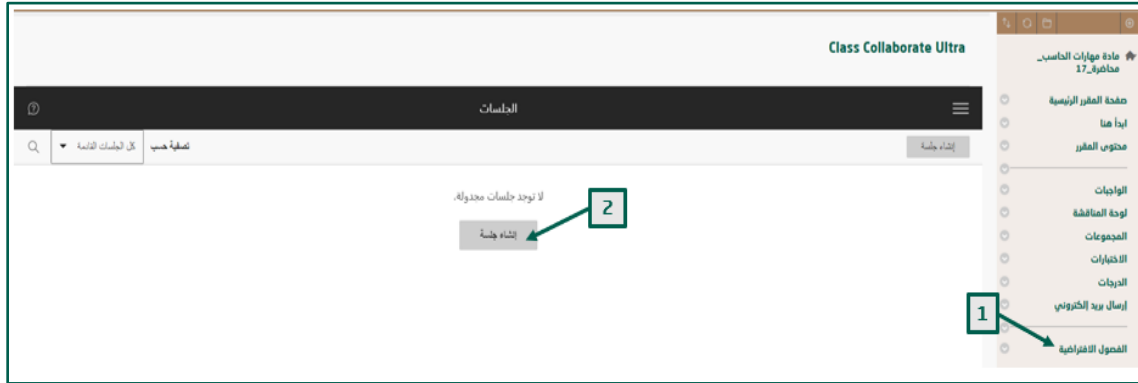 Class Collaborate Ultra
مادة مهارات الحاسب_
محاضرة_17
صفحة المقرر الرئيسية
ابدأ هنا
محتوى المقرر
الواجبات
لوحة المناقشة
المجموعات
الاختبارات
الدرجات
إرسال بريد إلكتروني
1
الفصول الافتراضية
الجلسات
إنشاء جلسة
تصفية حسب
كل الجلسات القادمة
لا توجد جلسات مجدولة.
2
إنشاء جلسة